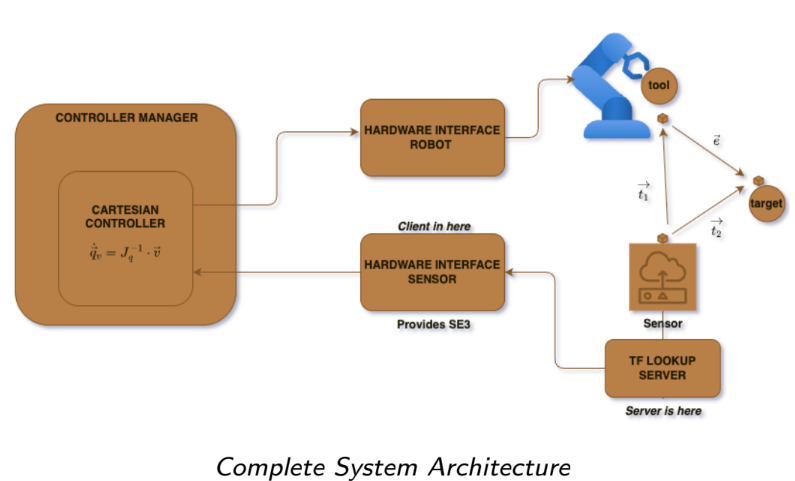 CONTROLLER MANAGER
CARTESIAN
CONTROLLER
$\dot{\vec{q}}_v = J_q^{-1} \cdot \vec{v}$
HARDWARE INTERFACE
ROBOT
Client in here
HARDWARE INTERFACE
SENSOR
Provides SE3
tool
$\vec{e}$
target
$\vec{t_1}$
$\vec{t_2}$
Sensor
TF LOOKUP
SERVER
Server is here
Complete System Architecture